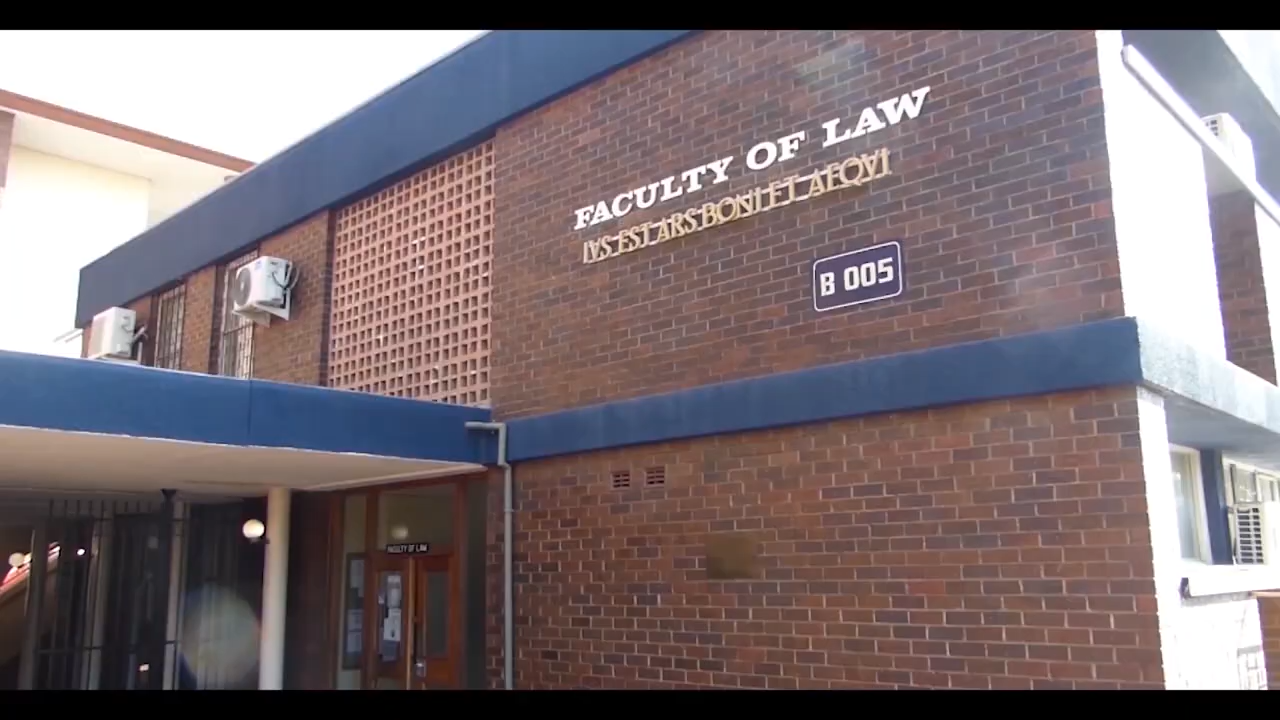 FACULTY OF LAW
IVS EST ARS BONI ET AEQVI
B 005
FACULTY OF LAW